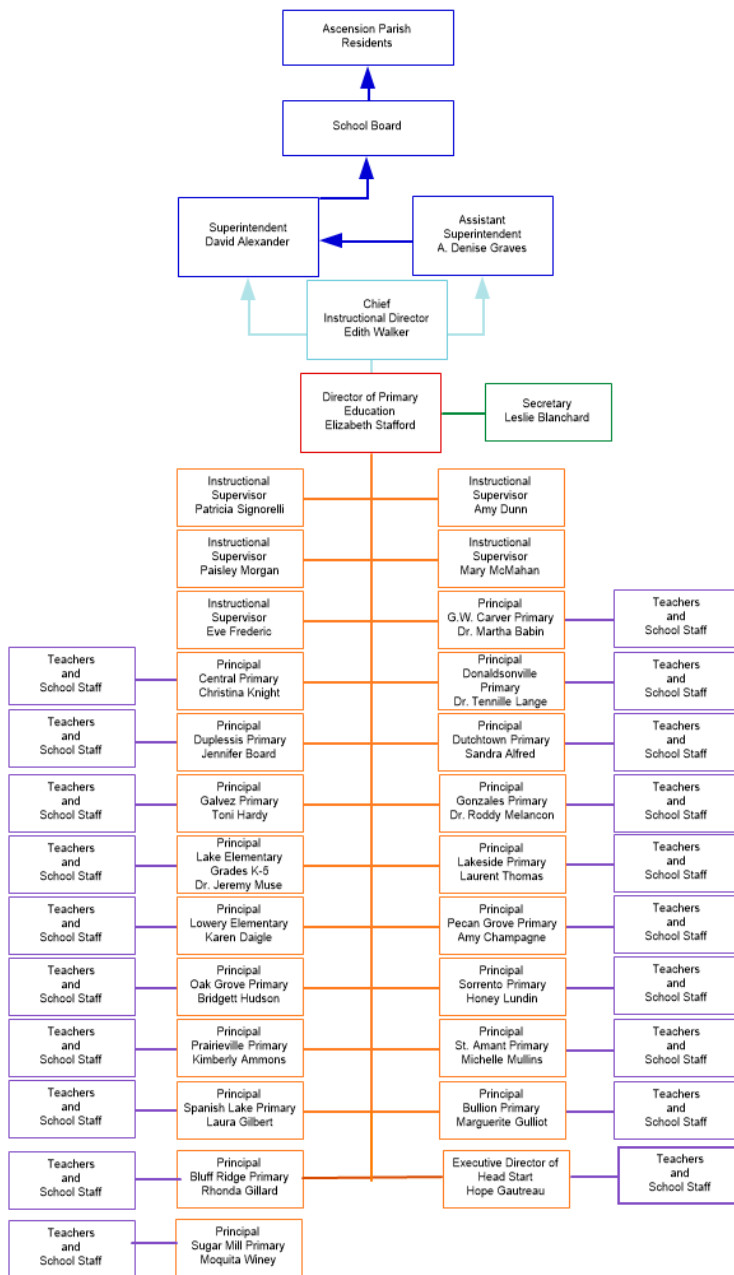 Ascension Parish
Residents
School Board
Superintendent
David Alexander
Assistant
Superintendent
A. Denise Graves
Chief
Instructional Director
Edith Walker
Director of Primary
Education
Elizabeth Stafford
Secretary
Leslie Blanchard
Instructional
Supervisor
Patricia Signorelli
Instructional
Supervisor
Amy Dunn
Instructional
Supervisor
Paisley Morgan
Instructional
Supervisor
Mary McMahan
Instructional
Supervisor
Eve Frederic
Principal
G.W. Carver Primary
Dr. Martha Babin
Teachers
and
School Staff
Teachers
and
School Staff
Principal
Central Primary
Christina Knight
Principal
Donaldsonville
Primary
Dr. Tennille Lange
Teachers
and
School Staff
Teachers
and
School Staff
Principal
Duplessis Primary
Jennifer Board
Principal
Dutchtown Primary
Sandra Alfred
Teachers
and
School Staff
Teachers
and
School Staff
Principal
Galvez Primary
Toni Hardy
Principal
Gonzales Primary
Dr. Roddy Melancon
Teachers
and
School Staff
Teachers
and
School Staff
Principal
Lake Elementary
Grades K-5
Dr. Jeremy Muse
Principal
Lakeside Primary
Laurent Thomas
Teachers
and
School Staff
Teachers
and
School Staff
Principal
Lowery Elementary
Karen Daigle
Principal
Pecan Grove Primary
Amy Champagne
Teachers
and
School Staff
Teachers
and
School Staff
Principal
Oak Grove Primary
Bridgett Hudson
Principal
Sorrento Primary
Honey Lundin
Teachers
and
School Staff
Teachers
and
School Staff
Principal
Prairieville Primary
Kimberly Ammons
Principal
St. Amant Primary
Michelle Mullins
Teachers
and
School Staff
Teachers
and
School Staff
Principal
Spanish Lake Primary
Laura Gilbert
Principal
Bullion Primary
Marguerite Gulliot
Teachers
and
School Staff
Teachers
and
School Staff
Principal
Bluff Ridge Primary
Rhonda Gillard
Executive Director of
Head Start
Hope Gautreau
Teachers
and
School Staff
Teachers
and
School Staff
Principal
Sugar Mill Primary
Moquita Winey